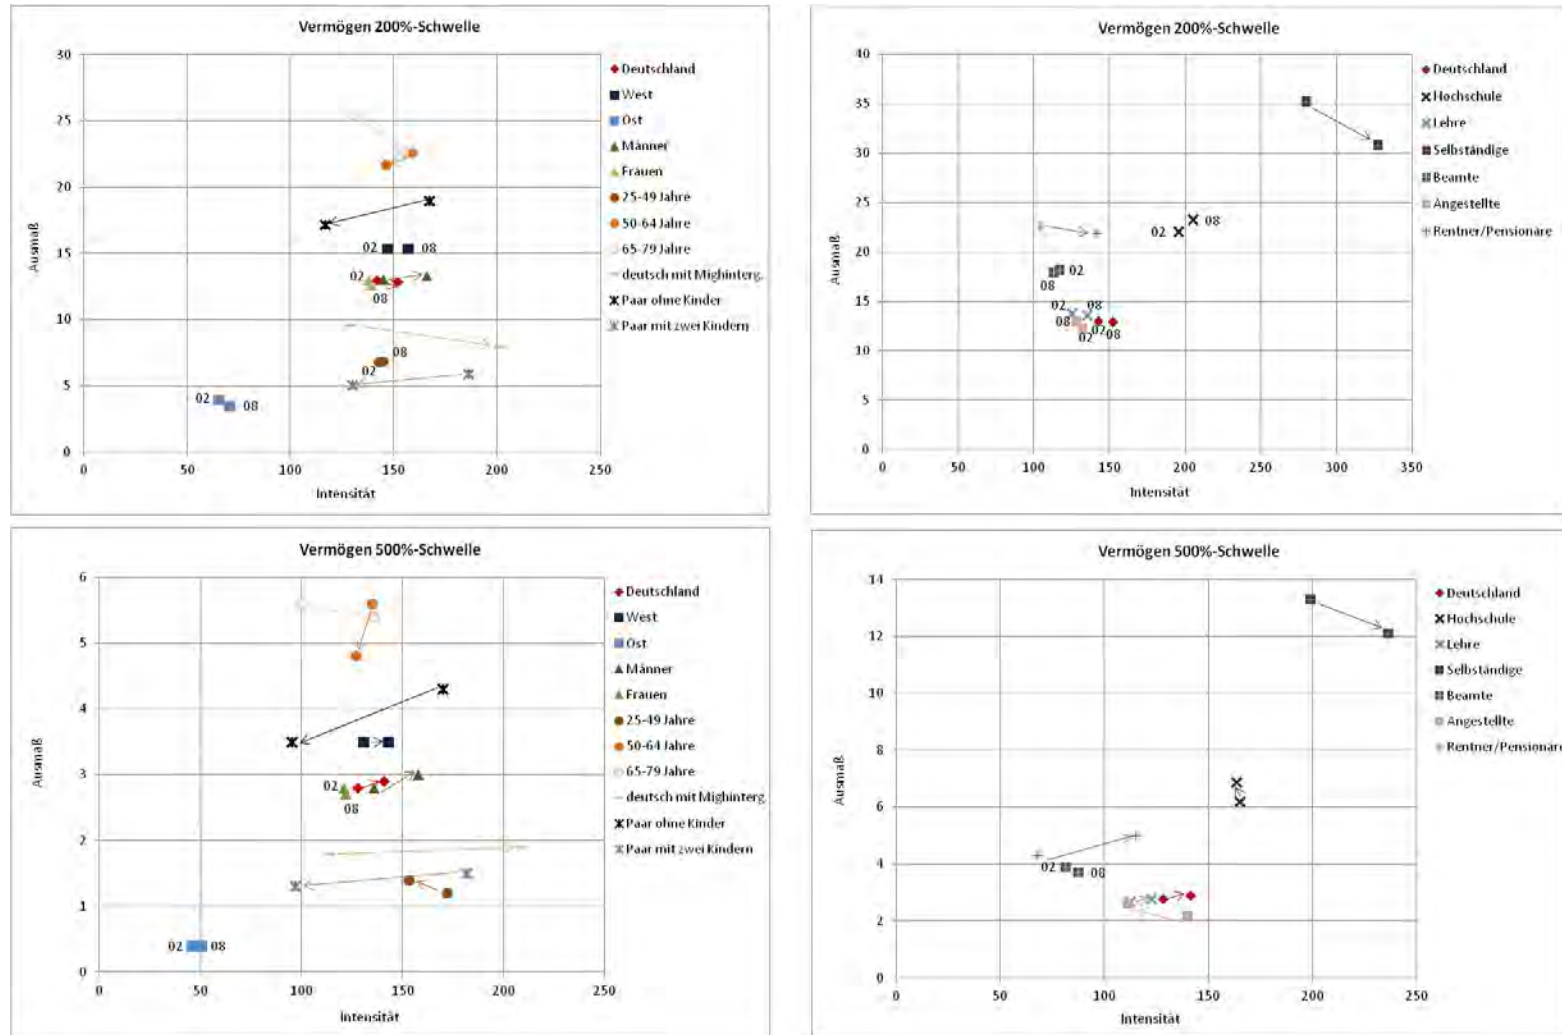 Vermögen 200%-Schwelle
30
25
20
15
10
5
0
0 50 100 150 200 250
Ausmaß
Intensität
02 08
02
08
08
02
02 08
Deutschland
West
Ost
Männer
Frauen
25-49 Jahre
50-64 Jahre
65-79 Jahre
deutsch mit Mighinterg.
Paar ohne Kinder
Paar mit zwei Kindern
Vermögen 200%-Schwelle
40
35
30
25
20
15
10
5
0
0 50 100 150 200 250 300 350
Ausmaß
Intensität
02 08
02
08
02 08
08
02 02 08
Deutschland
Hochschule
Lehre
Selbständige
Beamte
Angestellte
Rentner/Pensionäre
Vermögen 500%-Schwelle
6
5
4
3
2
1
0
0 50 100 150 200 250
Ausmaß
Intensität
02
08
02 08
Deutschland
West
Ost
Männer
Frauen
25-49 Jahre
50-64 Jahre
65-79 Jahre
deutsch mit Mighinterg.
Paar ohne Kinder
Paar mit zwei Kindern
Vermögen 500%-Schwelle
14
12
10
8
6
4
2
0
0 50 100 150 200 250
Ausmaß
Intensität
02 08
Deutschland
Hochschule
Lehre
Selbständige
Beamte
Angestellte
Rentner/Pensionäre